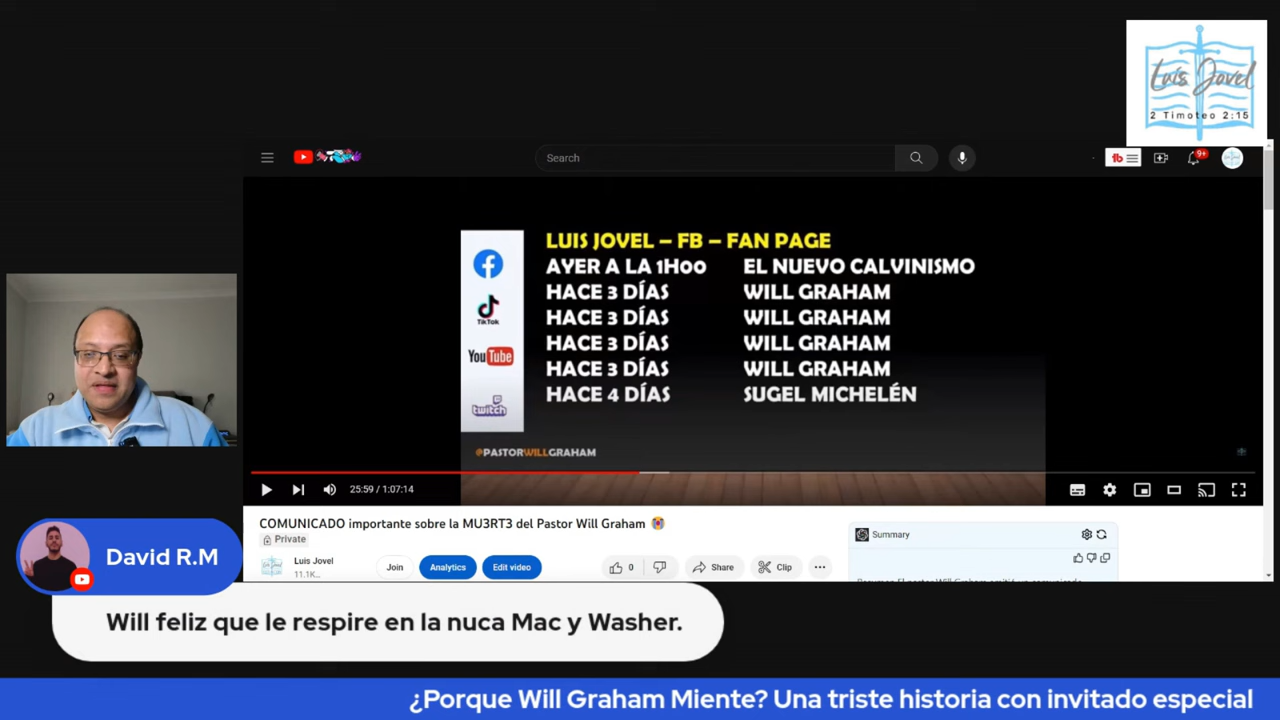 Luis Jovel
2 Timoteo 2:15
Search
9+
LUIS JOVEL – FB – FAN PAGE
AYER A LA 1H00 EL NUEVO CALVINISMO
HACE 3 DÍAS WILL GRAHAM
HACE 3 DÍAS WILL GRAHAM
HACE 3 DÍAS WILL GRAHAM
HACE 3 DÍAS WILL GRAHAM
HACE 4 DÍAS SUGEL MICHELÉN
TikTok
YouTube
twitch
@PASTORWILLGRAHAM
25:59 / 1:07:14
COMUNICADO importante sobre la MU3RT3 del Pastor Will Graham
Private
Luis Jovel
11.1K...
Join
Analytics
Edit video
0
Share
Clip
Summary
David R.M
Will feliz que le respire en la nuca Mac y Washer.
¿Porque Will Graham Miente? Una triste historia con invitado especial